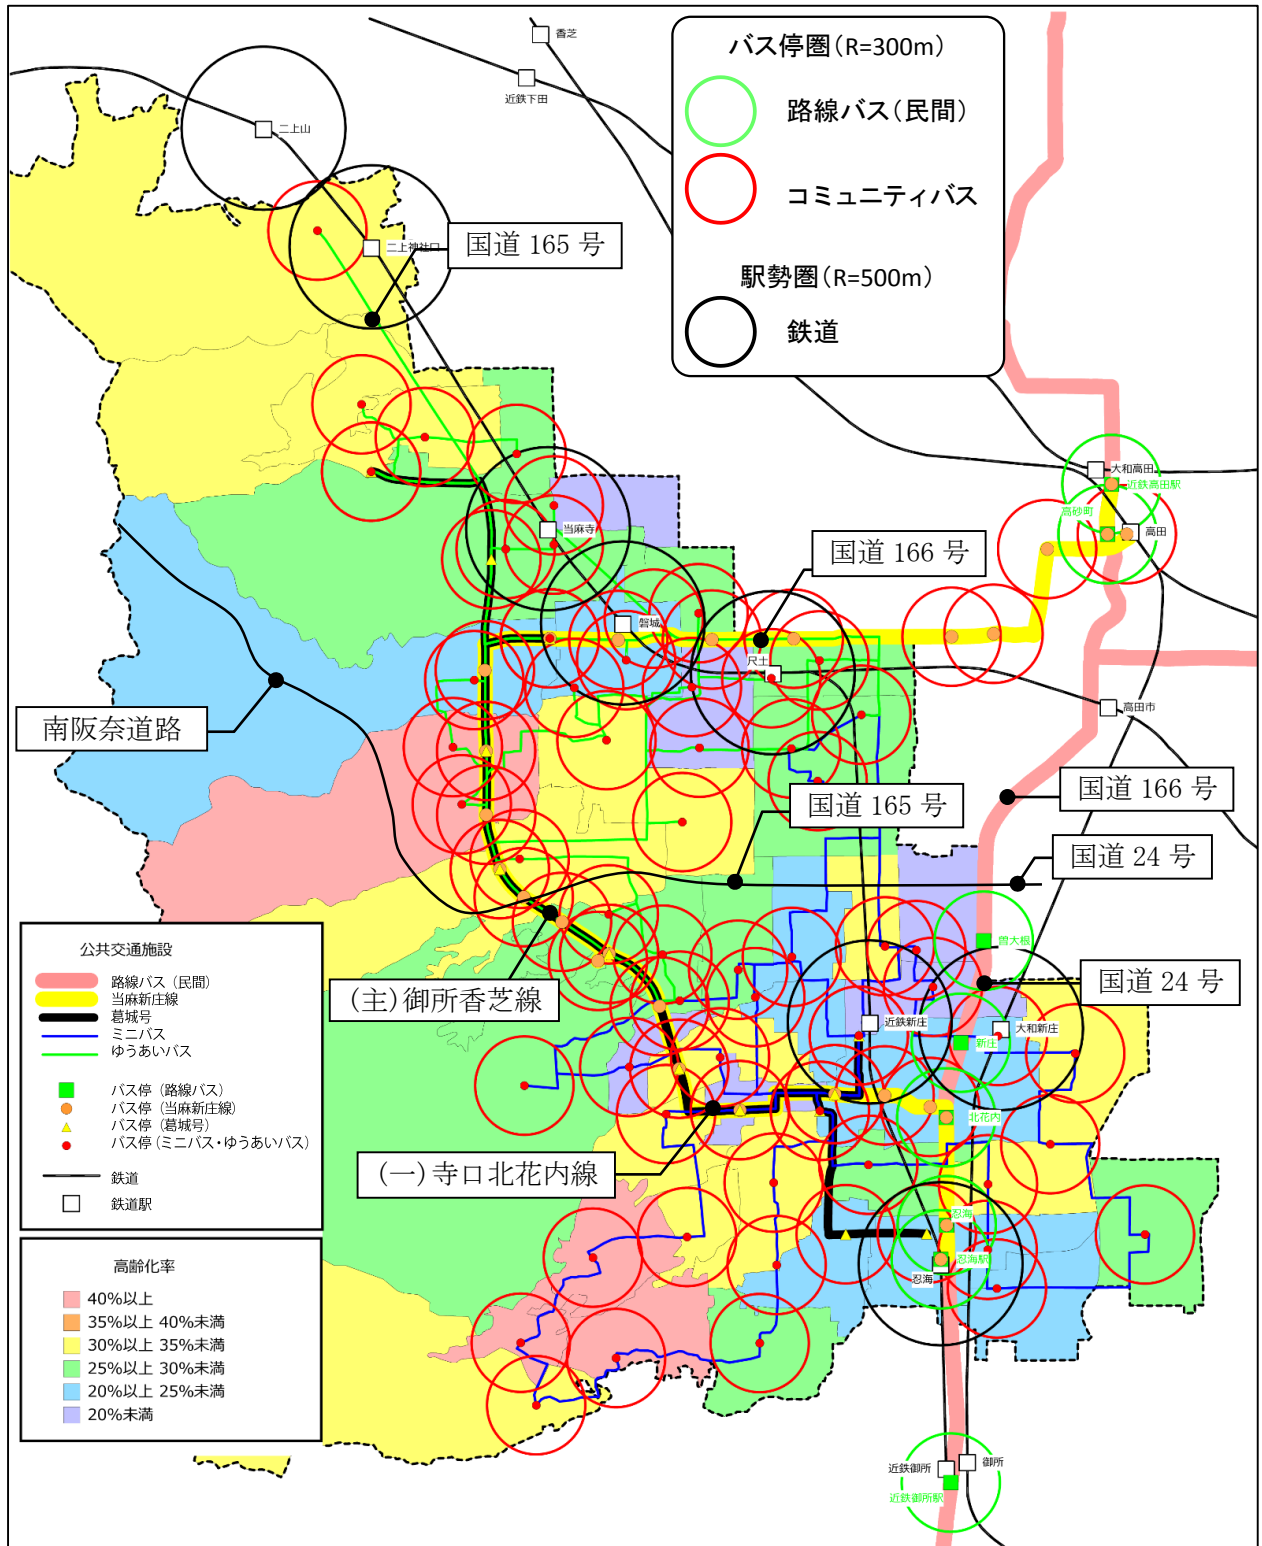 香芝
近鉄下田
二上山
バス停圏(R=300m)
路線バス(民間)
コミュニティバス
駅勢圏(R=500m)
鉄道
二上神社口
国道 165 号
大和高田
近鉄高田駅
高砂町
高田
当麻寺
国道 166 号
磐城
尺土
南阪奈道路
高田市
国道 166 号
国道 165 号
国道 24 号
曽大根
国道 24 号
(主)御所香芝線
近鉄新庄
大和新庄
新庄
北花内
(一)寺口北花内線
忍海
忍海駅
忍海
近鉄御所
御所
近鉄御所駅
公共交通施設
路線バス(民間)
当麻新庄線
葛城号
ミニバス
ゆうあいバス
バス停(路線バス)
バス停(当麻新庄線)
バス停(葛城号)
バス停(ミニバス・ゆうあいバス)
鉄道
鉄道駅
高齢化率
40%以上
35%以上 40%未満
30%以上 35%未満
25%以上 30%未満
20%以上 25%未満
20%未満